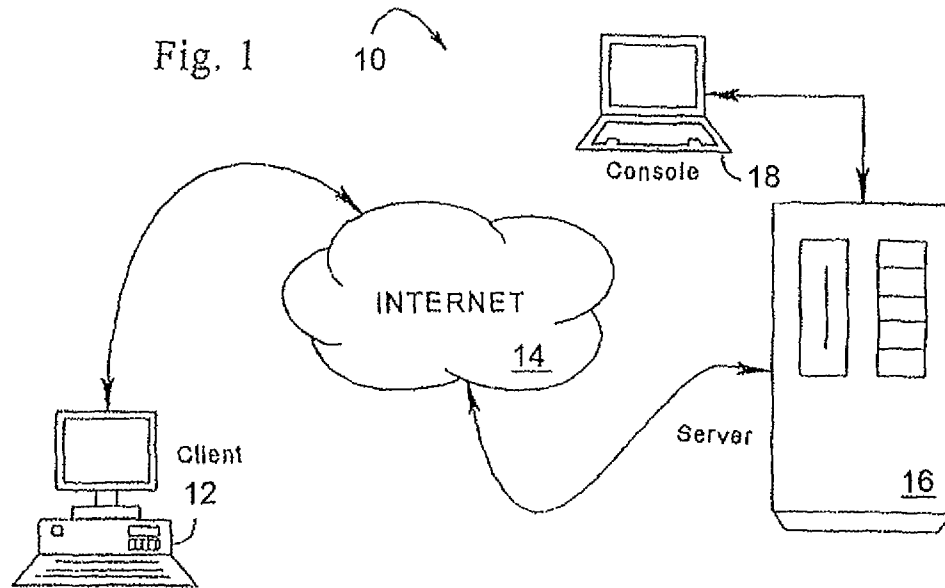 Fig. 1
10
Console
18
INTERNET
14
Server
16
Client
12